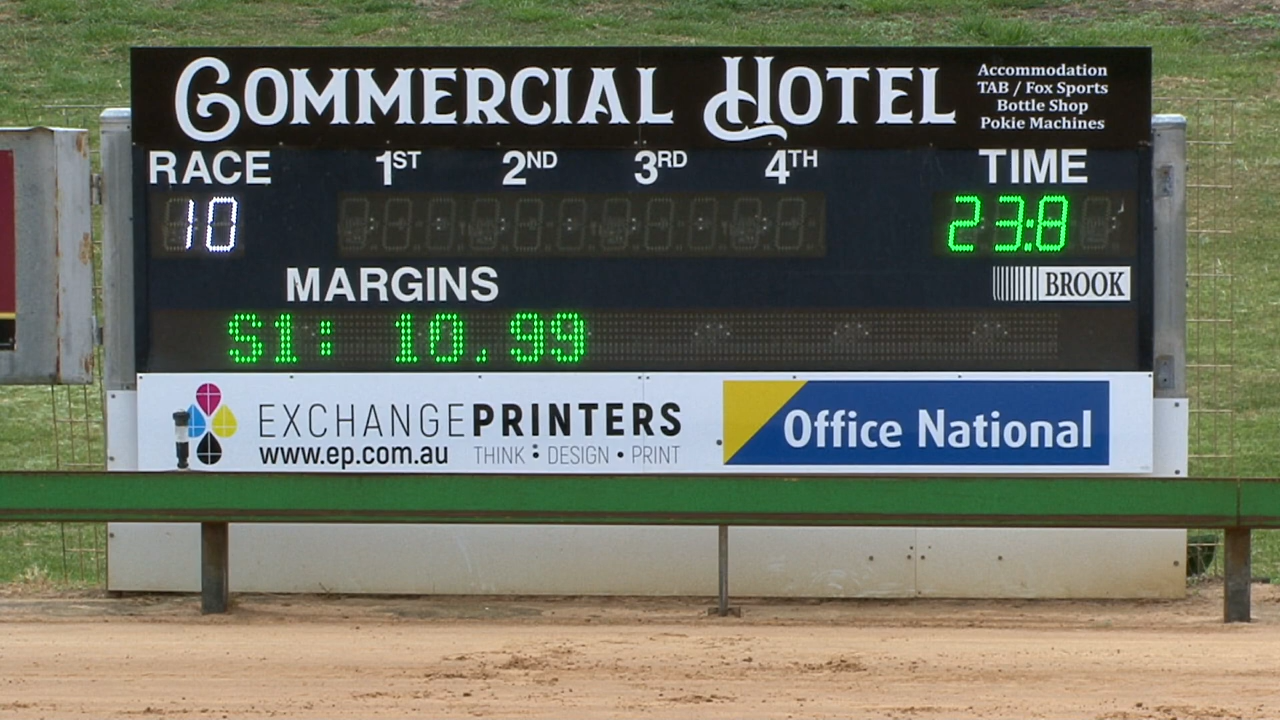 COMMERCIAL HOTEL
Accommodation
TAB / Fox Sports
Bottle Shop
Pokie Machines
RACE 1ST 2ND 3RD 4TH TIME
10 23:8
MARGINS
BROOK
S1: 10.99
EXCHANGEPRINTERS
www.ep.com.au THINK • DESIGN • PRINT
Office National